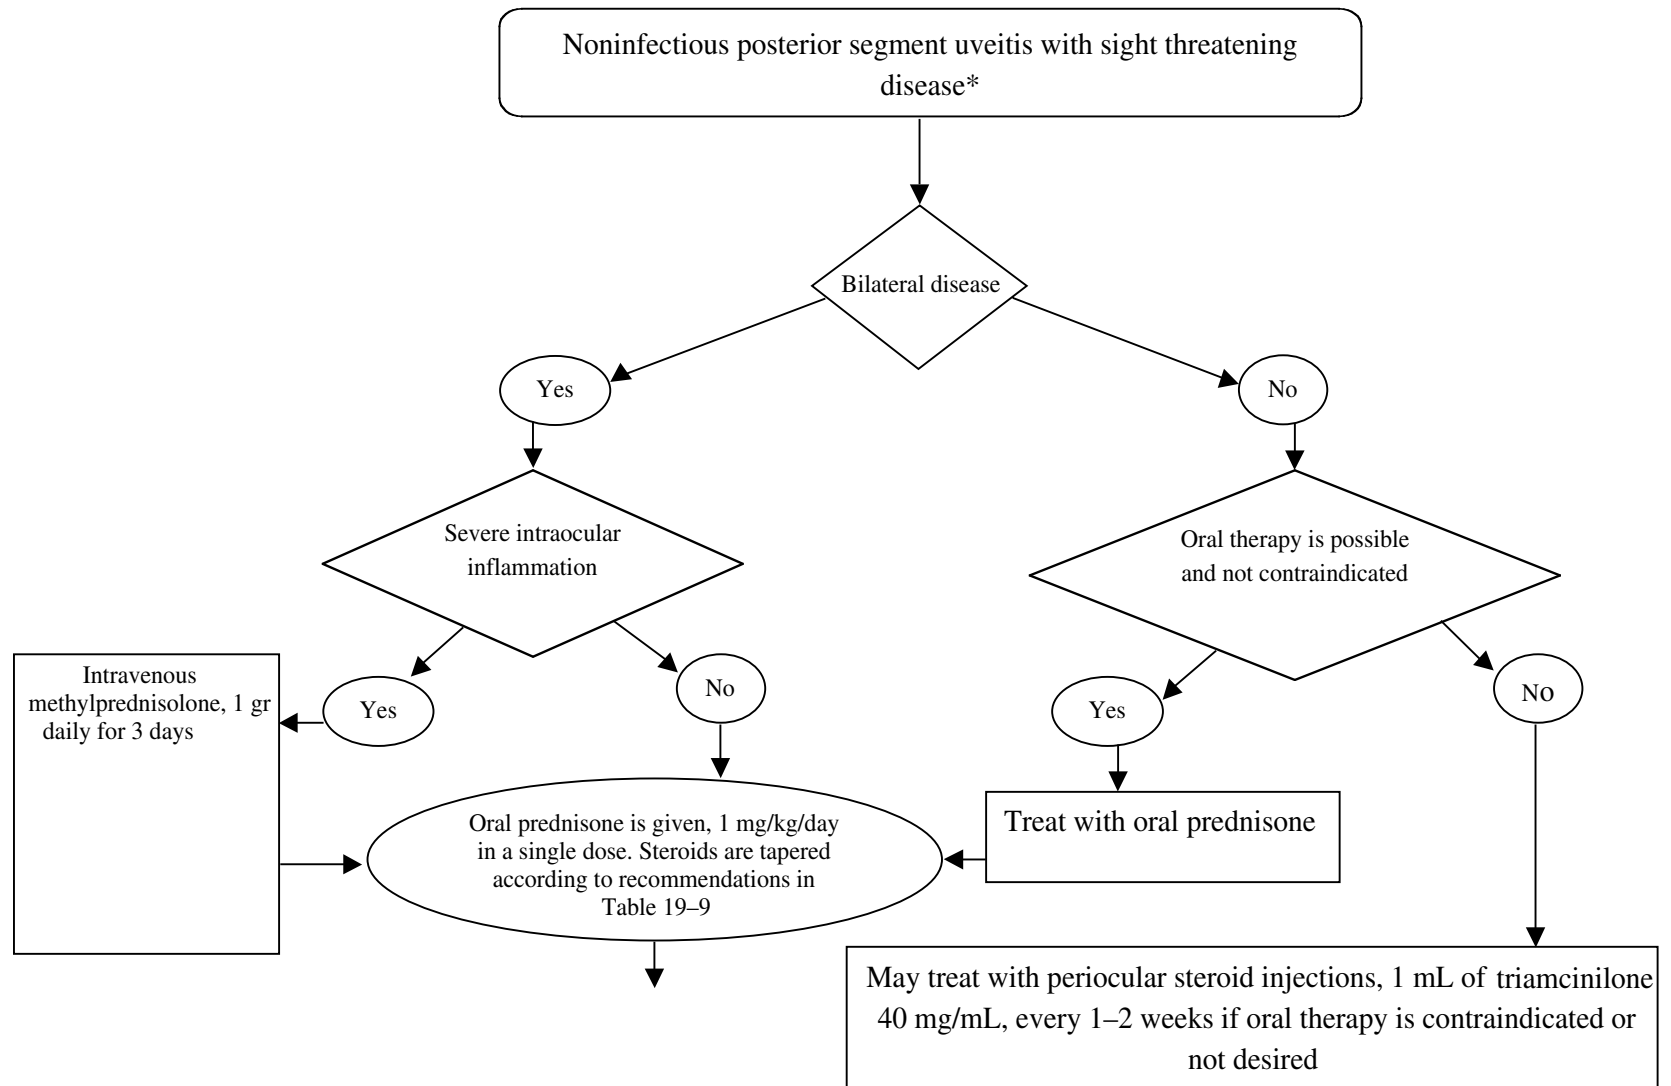 Noninfectious posterior segment uveitis with sight threatening
disease*
Bilateral disease
Yes
No
Severe intraocular
inflammation
Oral therapy is possible
and not contraindicated
Intravenous
methylprednisolone, 1 gr
daily for 3 days
Yes
No
Yes
No
Oral prednisone is given, 1 mg/kg/day
in a single dose. Steroids are tapered
according to recommendations in
Table 19–9
Treat with oral prednisone
May treat with periocular steroid injections, 1 mL of triamcinilone
40 mg/mL, every 1–2 weeks if oral therapy is contraindicated or
not desired